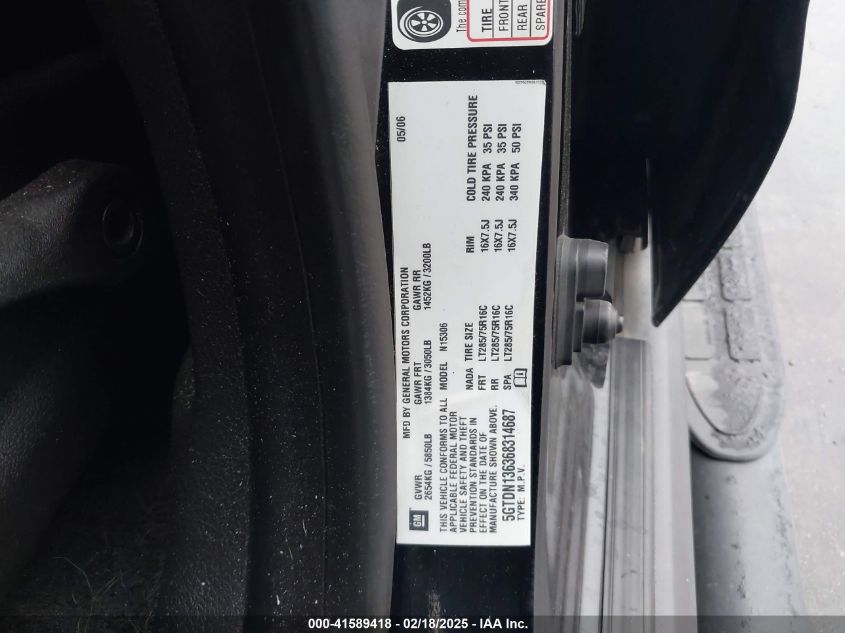 The com
TIRE
FRONT
REAR
SPARE
05/06
MFD BY GENERAL MOTORS CORPORATION
GVWR GAWR FRT GAWR RR
2654KG / 5850LB 1384KG / 3050LB 1452KG / 3200LB
GM
THIS VEHICLE CONFORMS TO ALL
APPLICABLE FEDERAL MOTOR
VEHICLE SAFETY AND THEFT
PREVENTION STANDARDS IN
EFFECT ON THE DATE OF
MANUFACTURE SHOWN ABOVE.
5GTDN136368314687
TYPE: M.P.V.
MODEL N15306
NADA TIRE SIZE RIM COLD TIRE PRESSURE
FRT LT285/75R16C 16X7.5J 240 KPA 35 PSI
RR LT285/75R16C 16X7.5J 240 KPA 35 PSI
SPA LT285/75R16C 16X7.5J 340 KPA 50 PSI
000-41589418 - 02/18/2025 - © IAA Inc.